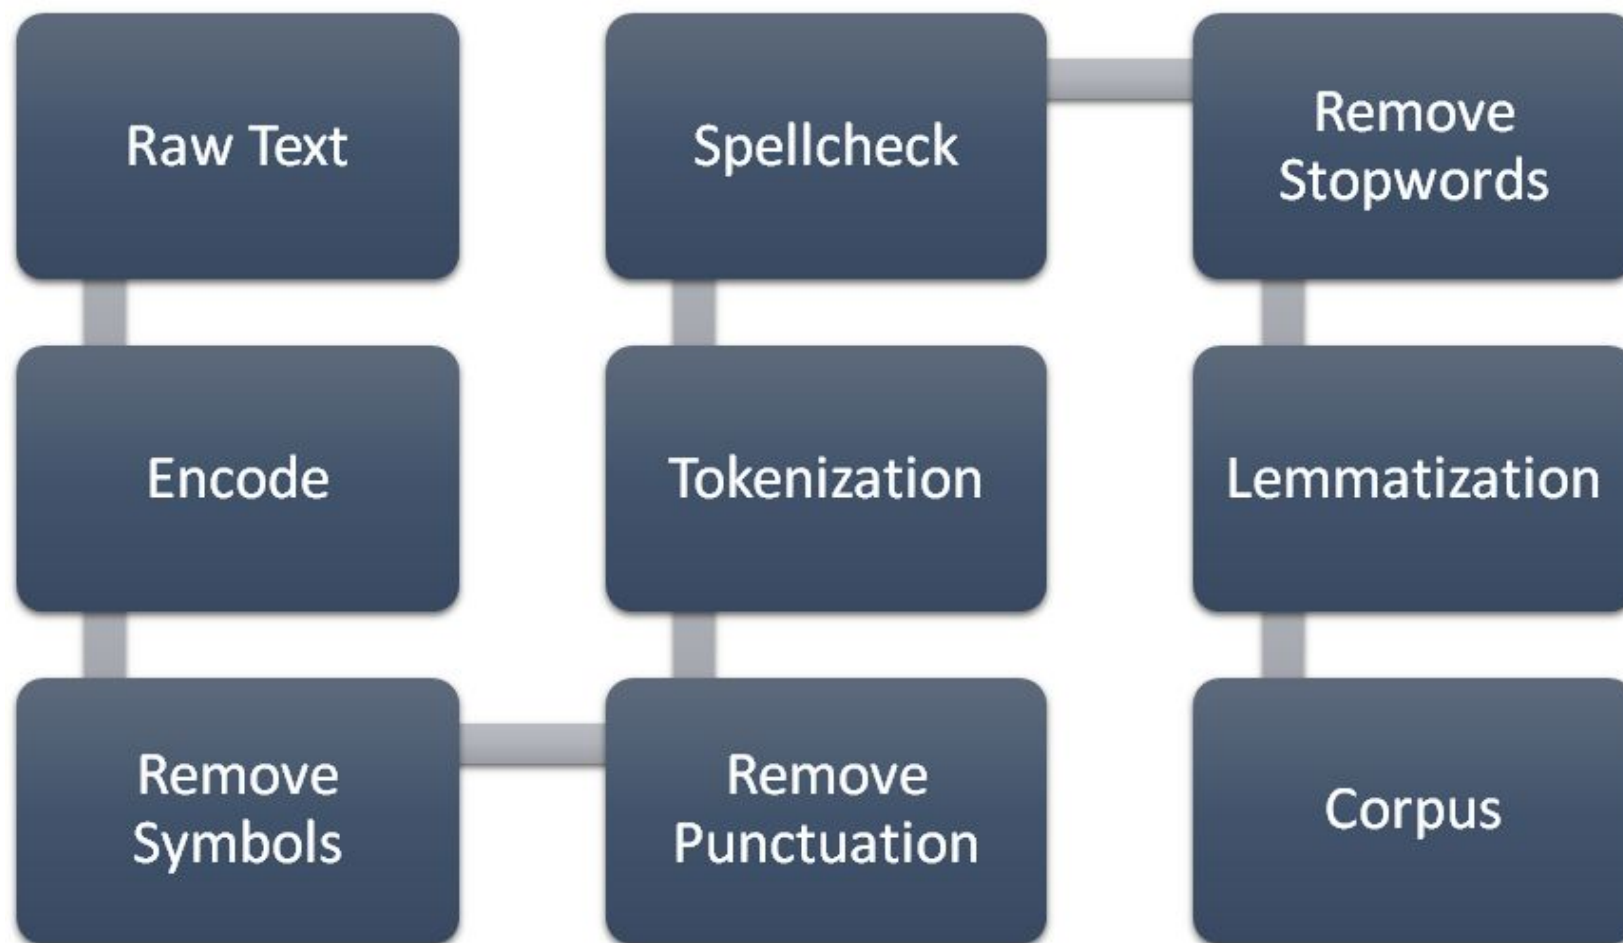 Raw Text
Encode
Remove
Symbols
Remove
Punctuation
Tokenization
Spellcheck
Remove
Stopwords
Lemmatization
Corpus